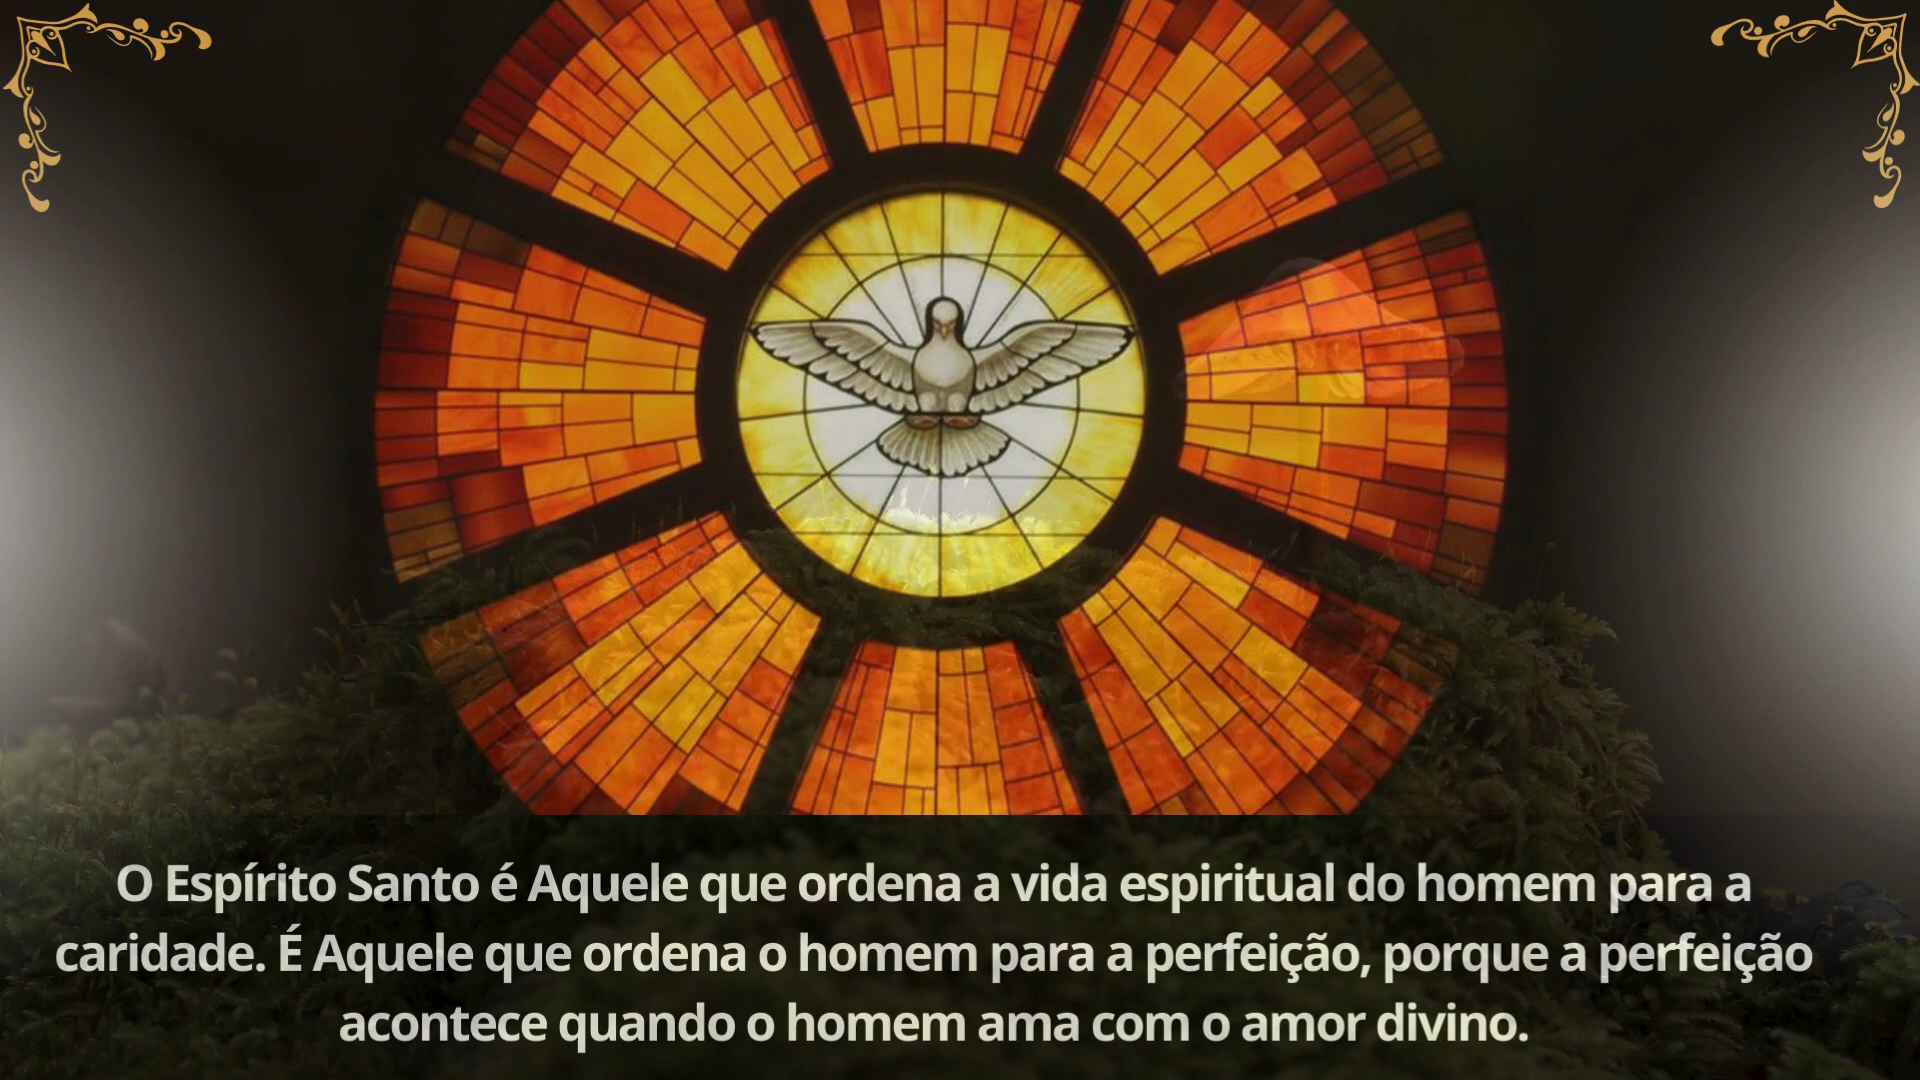 O Espírito Santo é Aquele que ordena a vida espiritual do homem para a
caridade. É Aquele que ordena o homem para a perfeição, porque a perfeição
acontece quando o homem ama com o amor divino.